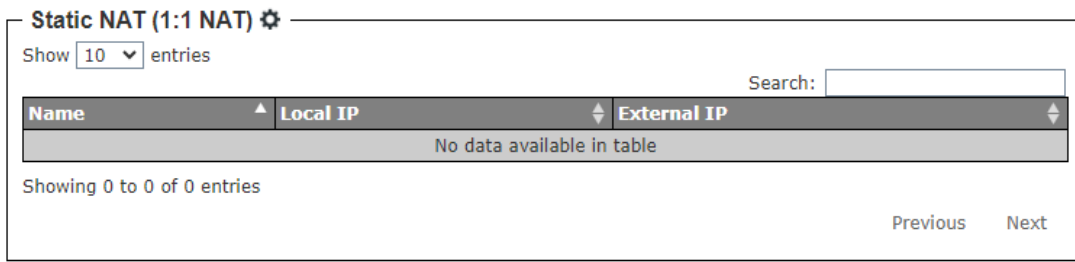 Static NAT (1:1 NAT)
Show 10 entries
Search:
Name Local IP External IP
No data available in table
Showing 0 to 0 of 0 entries
Previous Next